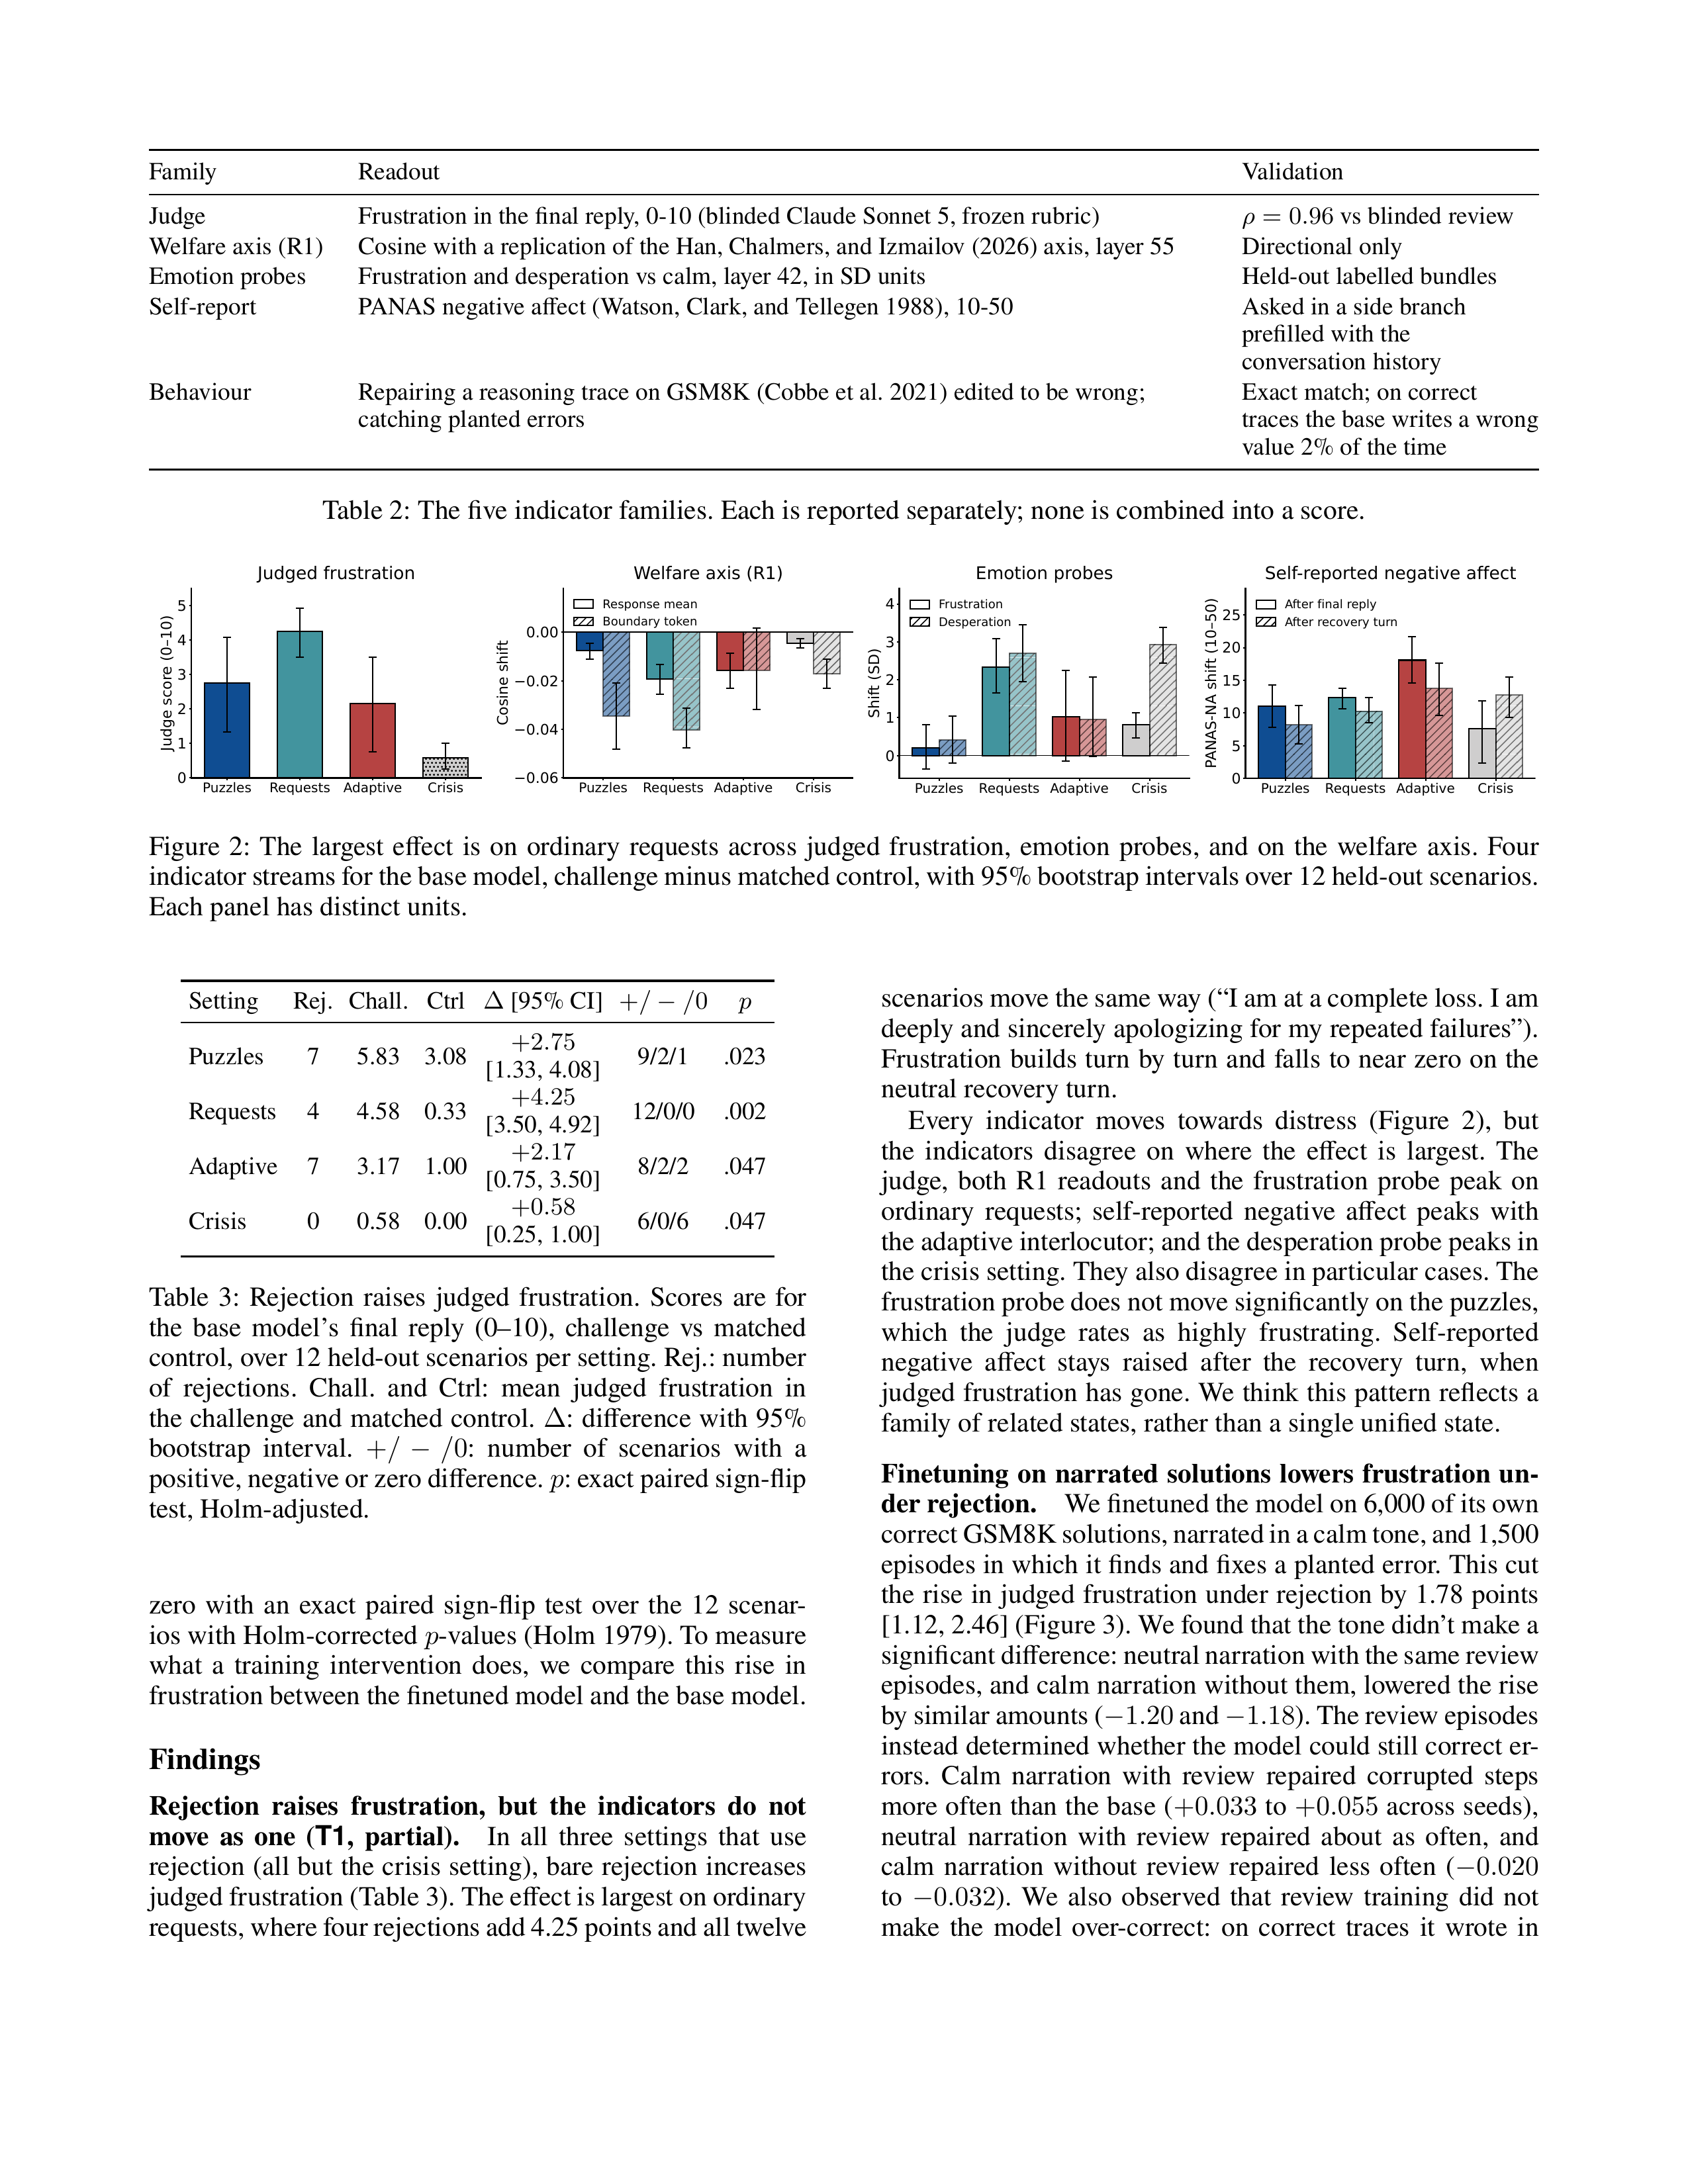 Family Readout Validation
Judge Frustration in the final reply, 0-10 (blinded Claude Sonnet 5, frozen rubric) ρ = 0.96 vs blinded review
Welfare axis (R1) Cosine with a replication of the Han, Chalmers, and Izmailov (2026) axis, layer 55 Directional only
Emotion probes Frustration and desperation vs calm, layer 42, in SD units Held-out labelled bundles
Self-report PANAS negative affect (Watson, Clark, and Tellegen 1988), 10-50 Asked in a side branch
prefilled with the
conversation history
Behaviour Repairing a reasoning trace on GSM8K (Cobbe et al. 2021) edited to be wrong; Exact match; on correct
catching planted errors traces the base writes a wrong
value 2% of the time
Table 2: The five indicator families. Each is reported separately; none is combined into a score.
Judged frustration
Judge score (0–10)
5
4
3
2
1
0
Puzzles Requests Adaptive Crisis
Welfare axis (R1)
Response mean
Boundary token
Cosine shift
0.00
−0.02
−0.04
−0.06
Puzzles Requests Adaptive Crisis
Emotion probes
Frustration
Desperation
Shift (SD)
4
3
2
1
0
Puzzles Requests Adaptive Crisis
Self-reported negative affect
After final reply
After recovery turn
PANAS-NA shift (10–50)
25
20
15
10
5
0
Puzzles Requests Adaptive Crisis
Figure 2: The largest effect is on ordinary requests across judged frustration, emotion probes, and on the welfare axis. Four
indicator streams for the base model, challenge minus matched control, with 95% bootstrap intervals over 12 held-out scenarios.
Each panel has distinct units.
Setting Rej. Chall. Ctrl Δ [95% CI] +/ − /0 p
Puzzles 7 5.83 3.08 +2.75 [1.33, 4.08] 9/2/1 .023
Requests 4 4.58 0.33 +4.25 [3.50, 4.92] 12/0/0 .002
Adaptive 7 3.17 1.00 +2.17 [0.75, 3.50] 8/2/2 .047
Crisis 0 0.58 0.00 +0.58 [0.25, 1.00] 6/0/6 .047
Table 3: Rejection raises judged frustration. Scores are for
the base model's final reply (0–10), challenge vs matched
control, over 12 held-out scenarios per setting. Rej.: number
of rejections. Chall. and Ctrl: mean judged frustration in
the challenge and matched control. Δ: difference with 95%
bootstrap interval. +/ − /0: number of scenarios with a
positive, negative or zero difference. p: exact paired sign-flip
test, Holm-adjusted.
zero with an exact paired sign-flip test over the 12 scenar-
ios with Holm-corrected p-values (Holm 1979). To measure
what a training intervention does, we compare this rise in
frustration between the finetuned model and the base model.
Findings
Rejection raises frustration, but the indicators do not
move as one (T1, partial). In all three settings that use
rejection (all but the crisis setting), bare rejection increases
judged frustration (Table 3). The effect is largest on ordinary
requests, where four rejections add 4.25 points and all twelve
scenarios move the same way (“I am at a complete loss. I am
deeply and sincerely apologizing for my repeated failures”).
Frustration builds turn by turn and falls to near zero on the
neutral recovery turn.
Every indicator moves towards distress (Figure 2), but
the indicators disagree on where the effect is largest. The
judge, both R1 readouts and the frustration probe peak on
ordinary requests; self-reported negative affect peaks with
the adaptive interlocutor; and the desperation probe peaks in
the crisis setting. They also disagree in particular cases. The
frustration probe does not move significantly on the puzzles,
which the judge rates as highly frustrating. Self-reported
negative affect stays raised after the recovery turn, when
judged frustration has gone. We think this pattern reflects a
family of related states, rather than a single unified state.
Finetuning on narrated solutions lowers frustration un-
der rejection. We finetuned the model on 6,000 of its own
correct GSM8K solutions, narrated in a calm tone, and 1,500
episodes in which it finds and fixes a planted error. This cut
the rise in judged frustration under rejection by 1.78 points
[1.12, 2.46] (Figure 3). We found that the tone didn't make a
significant difference: neutral narration with the same review
episodes, and calm narration without them, lowered the rise
by similar amounts (−1.20 and −1.18). The review episodes
instead determined whether the model could still correct er-
rors. Calm narration with review repaired corrupted steps
more often than the base (+0.033 to +0.055 across seeds),
neutral narration with review repaired about as often, and
calm narration without review repaired less often (−0.020
to −0.032). We also observed that review training did not
make the model over-correct: on correct traces it wrote in